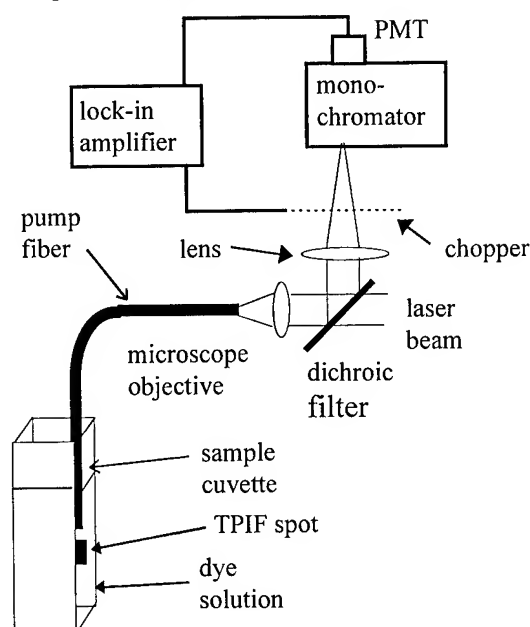 PMT
lock-in
amplifier
mono-
chromator
pump
fiber
lens
chopper
laser
beam
microscope
objective
dichroic
filter
sample
cuvette
TPIF spot
dye
solution